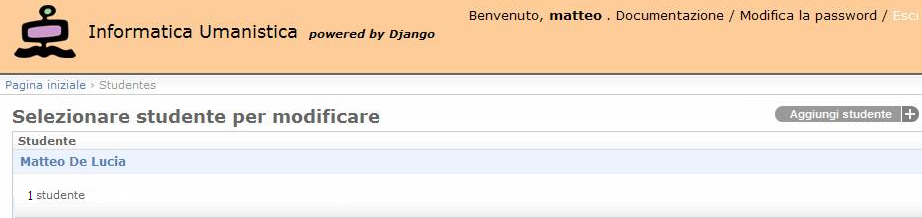 Benvenuto, matteo . Documentazione / Modifica la password / Esci
Informatica Umanistica powered by Django
Pagina iniziale › Studentes
Selezionare studente per modificare
Aggiungi studente +
Studente
Matteo De Lucia
1 studente